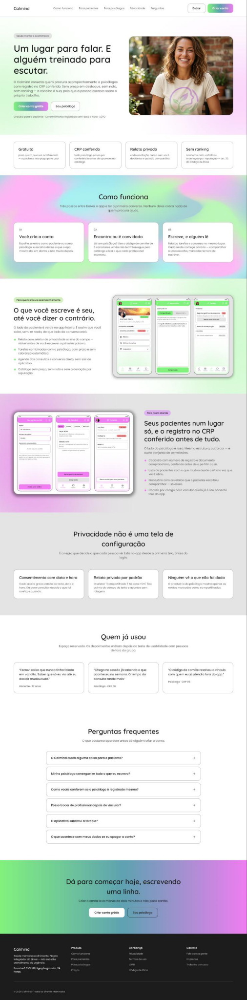 Calmind
Como funciona
Para pacientes
Para psicólogos
Privacidade
Perguntas
Entrar
Criar conta
Saúde mental e acolhimento
Um lugar para falar. E
alguém treinado para
escutar.
O Calmind conecta quem procura acompanhamento a psicólogos
com registro no CRP conferido. Sem preço em destaque, sem nota,
sem ranking — a escolha é sua, pelo que a pessoa escreve sobre o
próprio trabalho.
Criar conta grátis
Sou psicólogo
Gratuito para o paciente · Consentimento registrado com data e hora · LGPD
Gratuito
para quem procura acolhimento
— o paciente não paga para usar
CRP conferido
todo psicólogo passa por
conferência antes de aparecer no
catálogo
Relato privado
cada anotação nasce sua; você
decide se e quando compartilha
Sem ranking
nenhuma nota, estrela ou
ordenação por reputação — art. 20
do Código de Ética
Como funciona
Três passos entre baixar o app e ter a primeira conversa. Nenhum deles cobra nada de
quem procura ajuda.
01
Você cria a conta
Escolhe se entra como paciente ou como
psicólogo. A escolha define o que o app
mostra daí em diante e não muda depois.
02
Encontra ou é convidado
Já tem psicólogo? Use o código de convite de
6 caracteres. Ainda não tem? Navegue pelo
catálogo e leia o que cada profissional
escreveu.
03
Escreve, e alguém lê
Relatos, tarefas e conversa no mesmo lugar.
Cada relato começa privado — compartilhar
é uma escolha, marcada na hora de
escrever.
Para quem procura acompanhamento
O que você escreve é seu,
até você dizer o contrário.
O lado do paciente é verde no app inteiro. É assim que você
sabe, sem ler nada, de que lado da conversa está.
Relato com seletor de privacidade acima do campo —
visível antes de você escrever a primeira palavra.
Tarefas combinadas com a psicóloga, com prazo e sem
cobrança automática.
Agenda das consultas e conversa direta, sem sair do
aplicativo.
Catálogo sem preço, sem nota e sem ordenação por
reputação.
Para quem atende
Seus pacientes num lugar
só, e o registro no CRP
conferido antes de tudo.
O lado do psicólogo é rosa. Mesma estrutura, outra cor — e
outro conjunto de permissões.
Cadastro com número de registro e documento
comprobatório, conferido antes de o perfil ir ao ar.
Lista de pacientes com o que mudou desde a última vez que
você abriu.
Prontuário com os relatos que o paciente escolheu
compartilhar — só esses.
Convite por código para vincular quem já é seu paciente
fora do app.
Privacidade não é uma tela de
configuração
É a regra que decide o que cada pessoa vê. Está no app desde a primeira tela, antes do
login.
Consentimento com data e hora
Cada aceite grava versão do texto, data e
hora. Dá para consultar depois o que foi
aceito, e quando.
Relato privado por padrão
O seletor "Compartilhado / Só para mim" fica
acima do campo de texto e aparece sem
rolagem.
Ninguém vê o que não foi dado
O prontuário do psicólogo mostra apenas os
relatos marcados como compartilhados.
Quem já usou
Espaço reservado. Os depoimentos entram depois do teste de usabilidade com pessoas
de fora do grupo.
"Escrevi coisa que nunca tinha falado
em voz alta. Saber que só eu via até eu
decidir mudou tudo."
Paciente · 27 anos
"Chego na sessão já sabendo o que
aconteceu na semana. O tempo da
consulta rende mais."
Psicóloga · CRP 06
"O código de convite resolveu o vínculo
com quem eu já atendia fora do app."
Psicólogo · CRP 05
Perguntas frequentes
O que costuma aparecer antes de alguém criar a conta.
O Calmind custa alguma coisa para o paciente?
Minha psicóloga consegue ler tudo o que eu escrevo?
Como vocês conferem se o psicólogo é registrado mesmo?
Posso trocar de profissional depois de vincular?
O aplicativo substitui a terapia?
O que acontece com meus dados se eu apagar a conta?
Dá para começar hoje, escrevendo
uma linha.
Criar a conta leva menos de dois minutos e não pede cartão.
Criar conta grátis
Sou psicólogo
Calmind
Saúde mental e acolhimento. Projeto
integrador do SENAI — não substitui
atendimento de urgência.
Em crise? CVV 188, ligação gratuita, 24
horas.
Produto
Como funciona
Para pacientes
Para psicólogos
Preços
Confiança
Privacidade
Termos de uso
LGPD
Código de Ética
Contato
Fale com a gente
Imprensa
Trabalhe conosco
© 2026 Calmind · Todos os direitos reservados.